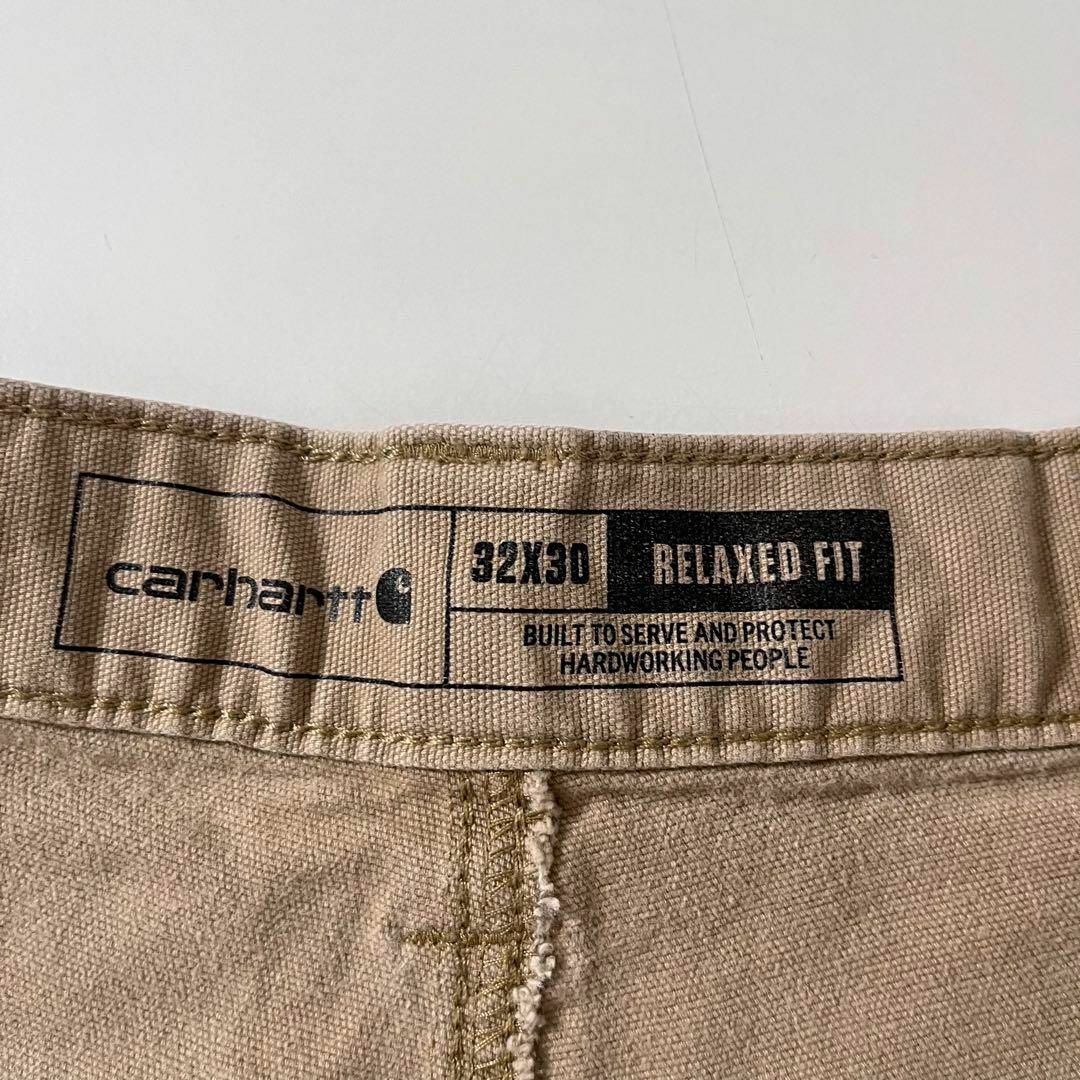 carhartt
32X30
RELAXED FIT
BUILT TO SERVE AND PROTECT
HARDWORKING PEOPLE